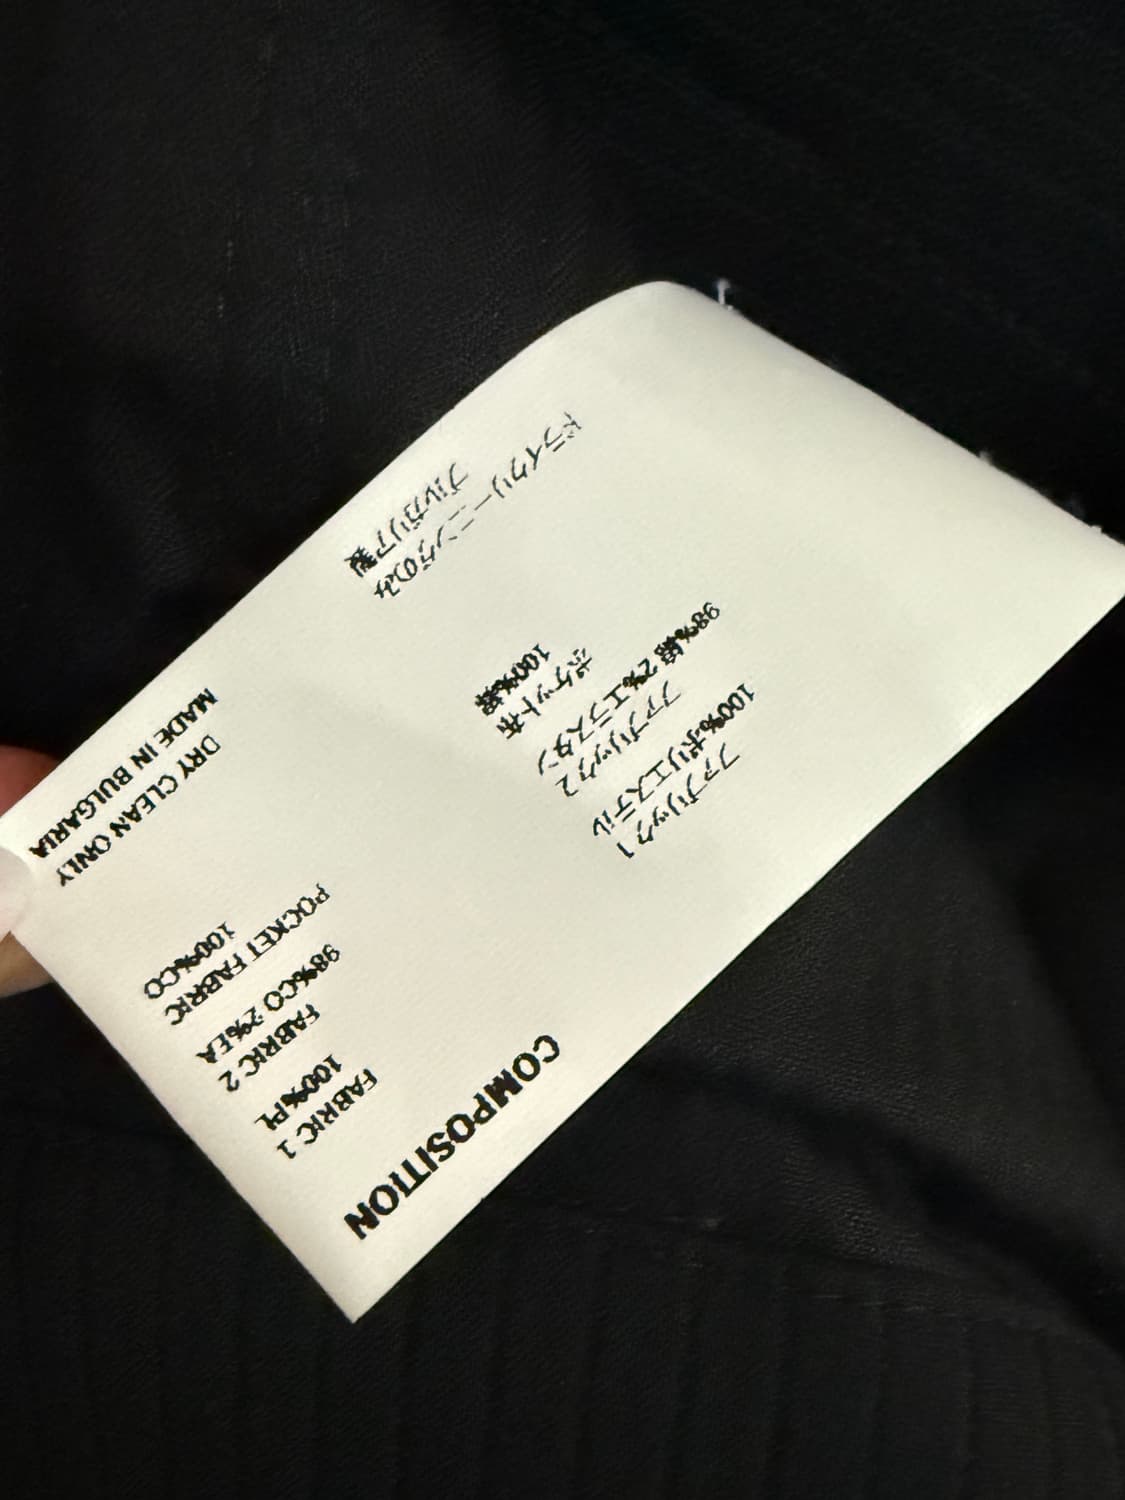 COMPOSITION
FABRIC 1
100%PL
FABRIC 2
98%CO 2%EA
POCKET FABRIC
100%CO
DRY CLEAN ONLY
MADE IN BULGARIA
ファブリック 1
100%ポリエステル
ファブリック 2
98%綿 2%エラスタン
ポケット布
100%綿
ドライクリーニングのみ
ブルガリア製